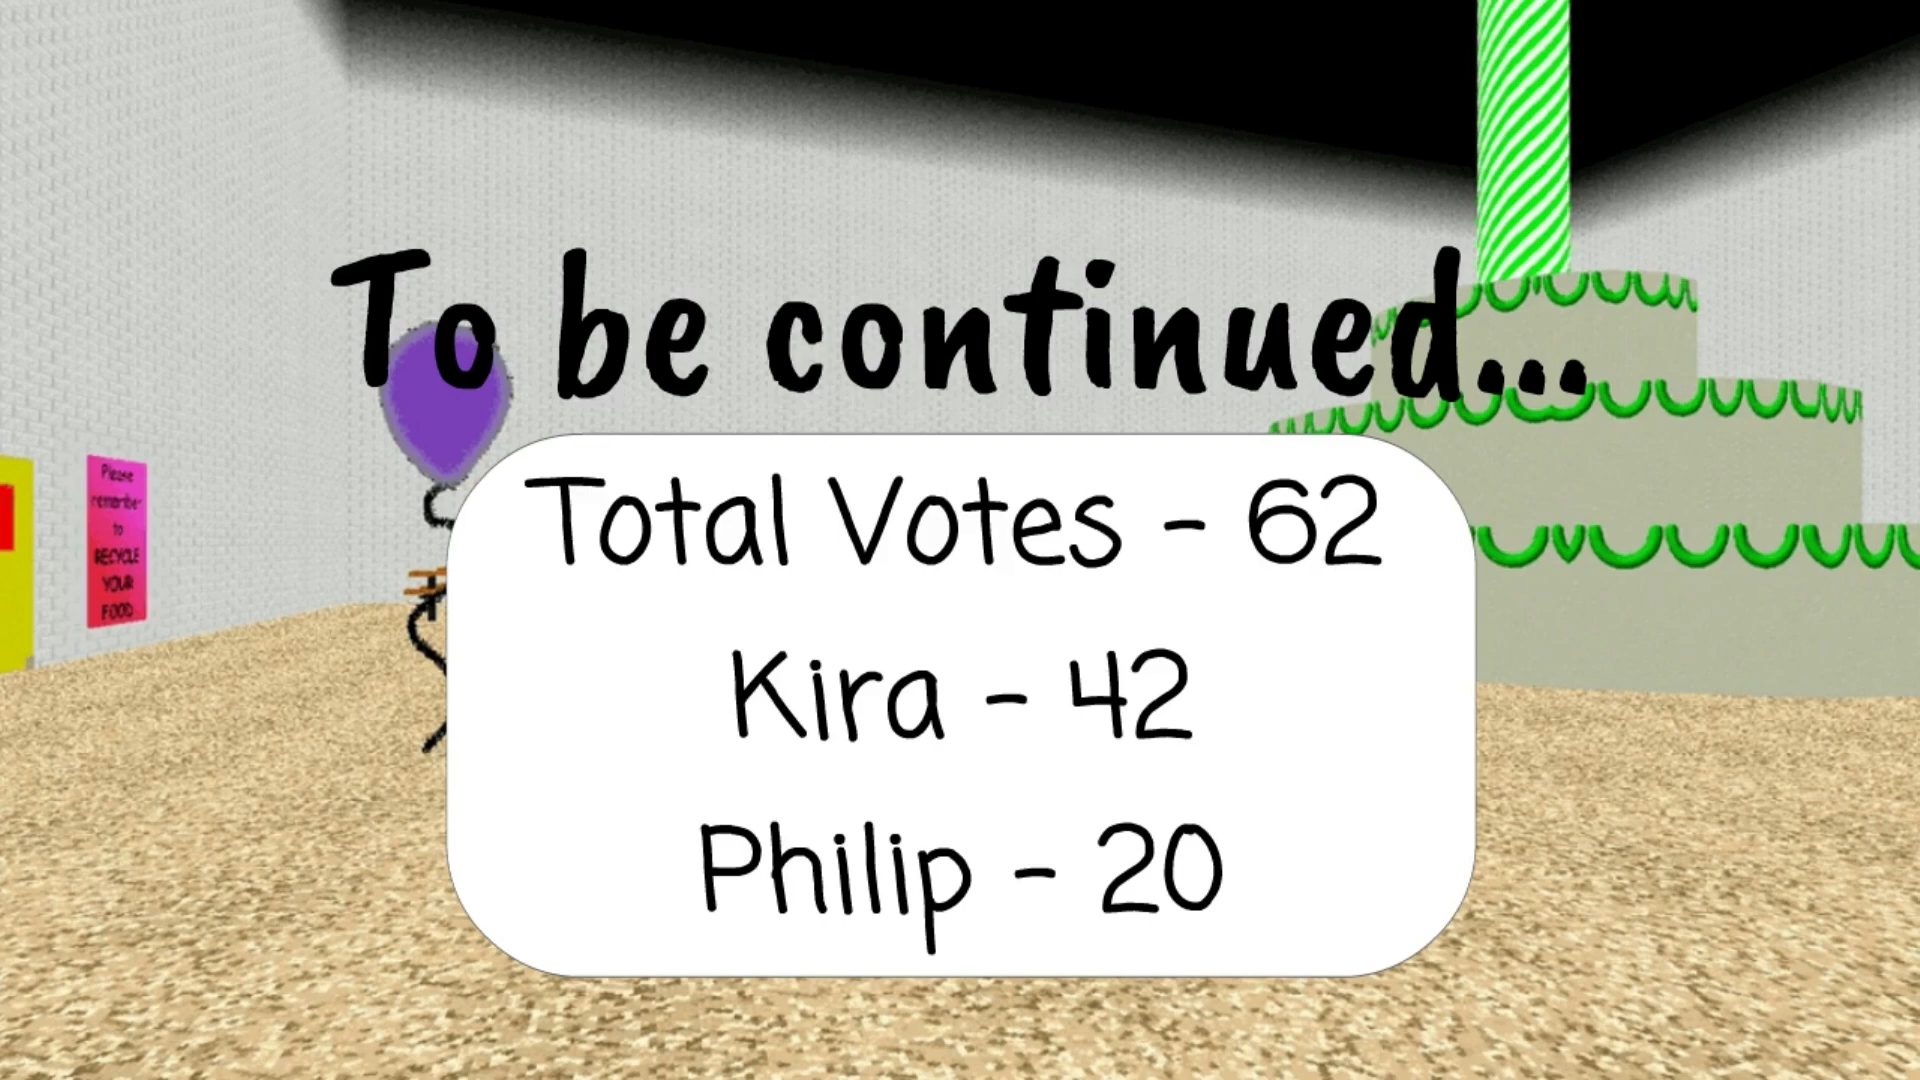 To be continued...
Total Votes - 62
Kira - 42
Philip - 20
Please
remember
to
RECYCLE
YOUR
FOOD